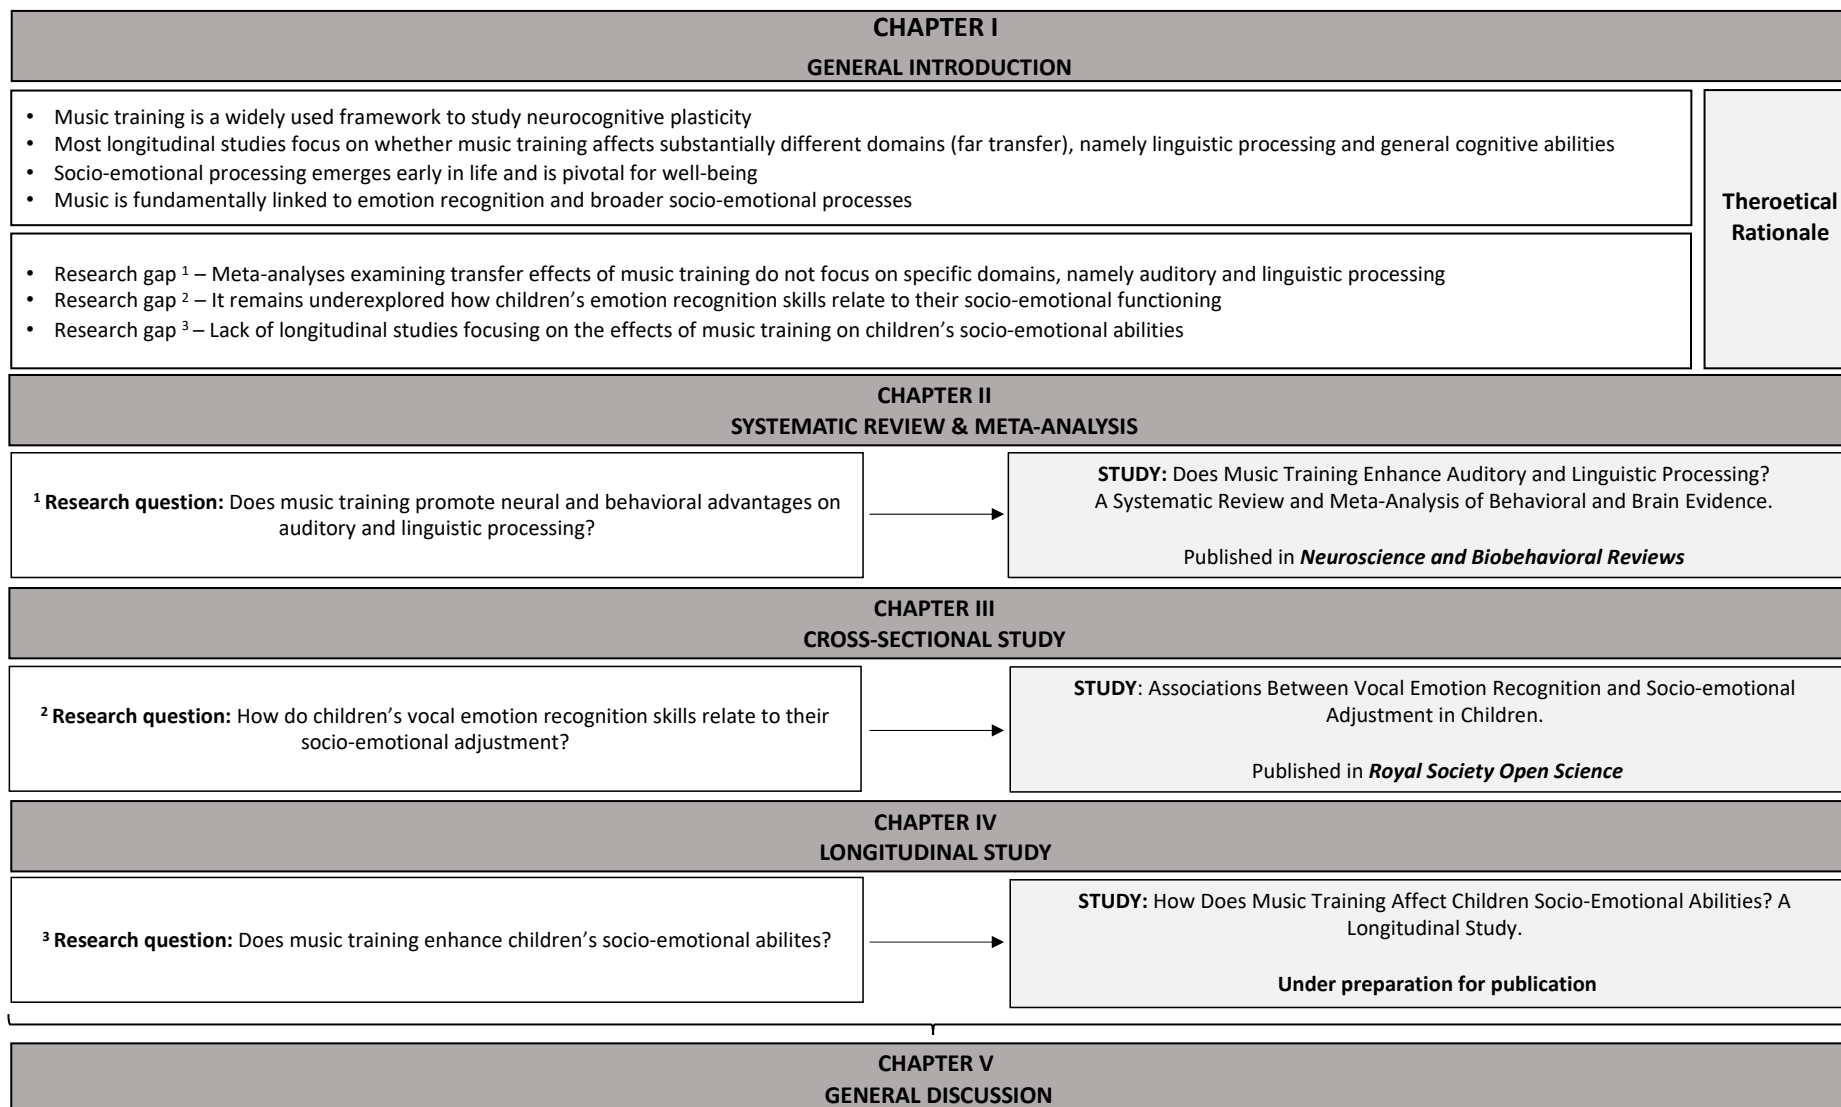 CHAPTER I
GENERAL INTRODUCTION
• Music training is a widely used framework to study neurocognitive plasticity
• Most longitudinal studies focus on whether music training affects substantially different domains (far transfer), namely linguistic processing and general cognitive abilities
• Socio-emotional processing emerges early in life and is pivotal for well-being
• Music is fundamentally linked to emotion recognition and broader socio-emotional processes
• Research gap ¹ – Meta-analyses examining transfer effects of music training do not focus on specific domains, namely auditory and linguistic processing
• Research gap ² – It remains underexplored how children’s emotion recognition skills relate to their socio-emotional functioning
• Research gap ³ – Lack of longitudinal studies focusing on the effects of music training on children’s socio-emotional abilities
Theroetical
Rationale
CHAPTER II
SYSTEMATIC REVIEW & META-ANALYSIS
¹ Research question: Does music training promote neural and behavioral advantages on
auditory and linguistic processing?
STUDY: Does Music Training Enhance Auditory and Linguistic Processing?
A Systematic Review and Meta-Analysis of Behavioral and Brain Evidence.
Published in Neuroscience and Biobehavioral Reviews
CHAPTER III
CROSS-SECTIONAL STUDY
² Research question: How do children’s vocal emotion recognition skills relate to their
socio-emotional adjustment?
STUDY: Associations Between Vocal Emotion Recognition and Socio-emotional
Adjustment in Children.
Published in Royal Society Open Science
CHAPTER IV
LONGITUDINAL STUDY
³ Research question: Does music training enhance children’s socio-emotional abilites?
STUDY: How Does Music Training Affect Children Socio-Emotional Abilities? A
Longitudinal Study.
Under preparation for publication
CHAPTER V
GENERAL DISCUSSION